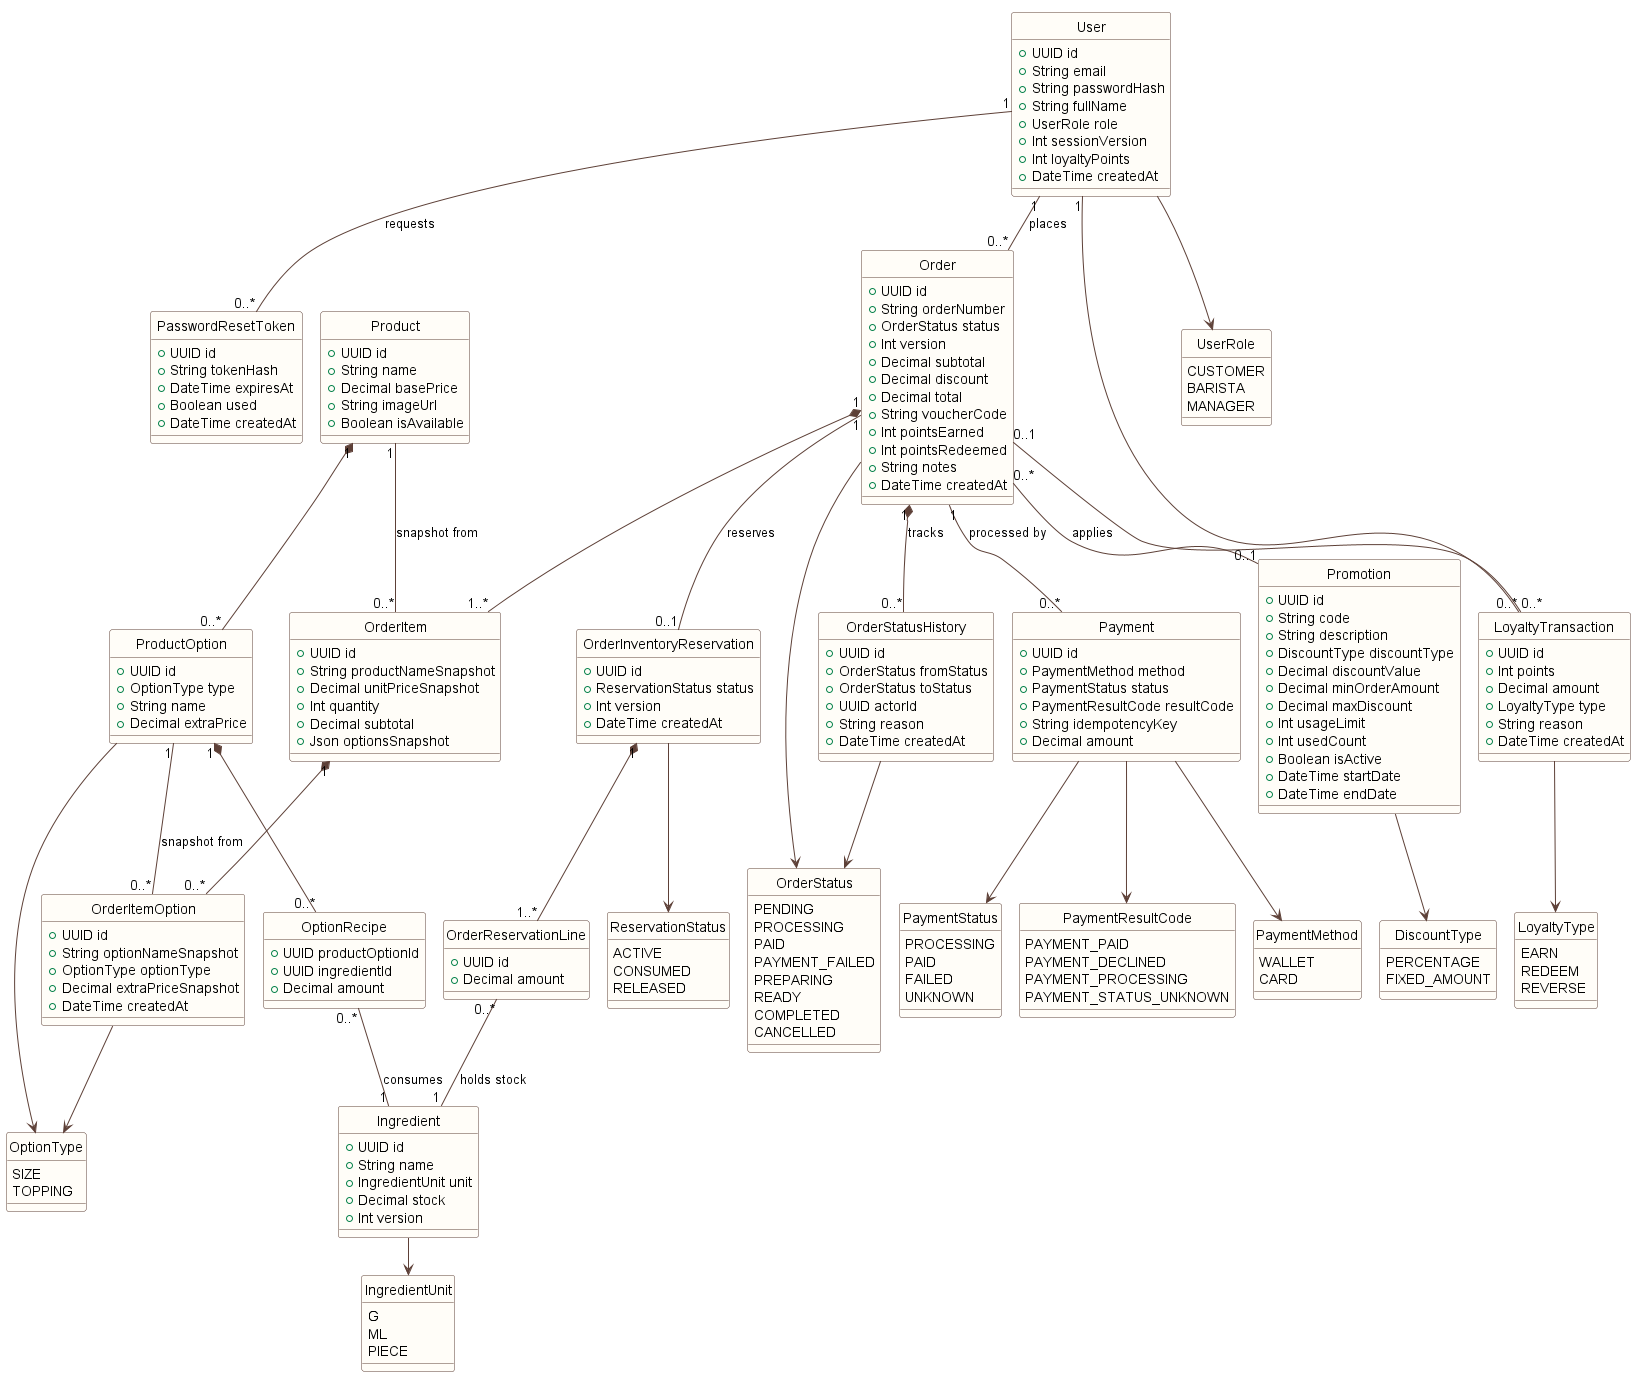 User
UUID id
String email
String passwordHash
String fullName
UserRole role
Int sessionVersion
Int loyaltyPoints
DateTime createdAt
1
1
1
requests
places
0..*
0..*
Order
UUID id
String orderNumber
OrderStatus status
Int version
Decimal subtotal
Decimal discount
Decimal total
String voucherCode
Int pointsEarned
Int pointsRedeemed
String notes
DateTime createdAt
PasswordResetToken
UUID id
String tokenHash
DateTime expiresAt
Boolean used
DateTime createdAt
Product
UUID id
String name
Decimal basePrice
String imageUrl
Boolean isAvailable
UserRole
CUSTOMER
BARISTA
MANAGER
1
1
0..1
0..*
1
1
1
1
snapshot from
reserves
tracks
processed by
applies
0..1
0..*
0..*
1..*
0..1
0..*
0..*
0..*
0..*
ProductOption
UUID id
OptionType type
String name
Decimal extraPrice
OrderItem
UUID id
String productNameSnapshot
Decimal unitPriceSnapshot
Int quantity
Decimal subtotal
Json optionsSnapshot
OrderInventoryReservation
UUID id
ReservationStatus status
Int version
DateTime createdAt
OrderStatusHistory
UUID id
OrderStatus fromStatus
OrderStatus toStatus
UUID actorId
String reason
DateTime createdAt
Payment
UUID id
PaymentMethod method
PaymentStatus status
PaymentResultCode resultCode
String idempotencyKey
Decimal amount
Promotion
UUID id
String code
String description
DiscountType discountType
Decimal discountValue
Decimal minOrderAmount
Decimal maxDiscount
Int usageLimit
Int usedCount
Boolean isActive
DateTime startDate
DateTime endDate
LoyaltyTransaction
UUID id
Int points
Decimal amount
LoyaltyType type
String reason
DateTime createdAt
1
1
1
1
snapshot from
0..*
0..*
0..*
1..*
OrderItemOption
UUID id
String optionNameSnapshot
OptionType optionType
Decimal extraPriceSnapshot
DateTime createdAt
OptionRecipe
UUID productOptionId
UUID ingredientId
Decimal amount
OrderReservationLine
UUID id
Decimal amount
ReservationStatus
ACTIVE
CONSUMED
RELEASED
OrderStatus
PENDING
PROCESSING
PAID
PAYMENT_FAILED
PREPARING
READY
COMPLETED
CANCELLED
PaymentStatus
PROCESSING
PAID
FAILED
UNKNOWN
PaymentResultCode
PAYMENT_PAID
PAYMENT_DECLINED
PAYMENT_PROCESSING
PAYMENT_STATUS_UNKNOWN
PaymentMethod
WALLET
CARD
DiscountType
PERCENTAGE
FIXED_AMOUNT
LoyaltyType
EARN
REDEEM
REVERSE
0..*
0..*
consumes
holds stock
1
1
OptionType
SIZE
TOPPING
Ingredient
UUID id
String name
IngredientUnit unit
Decimal stock
Int version
IngredientUnit
G
ML
PIECE